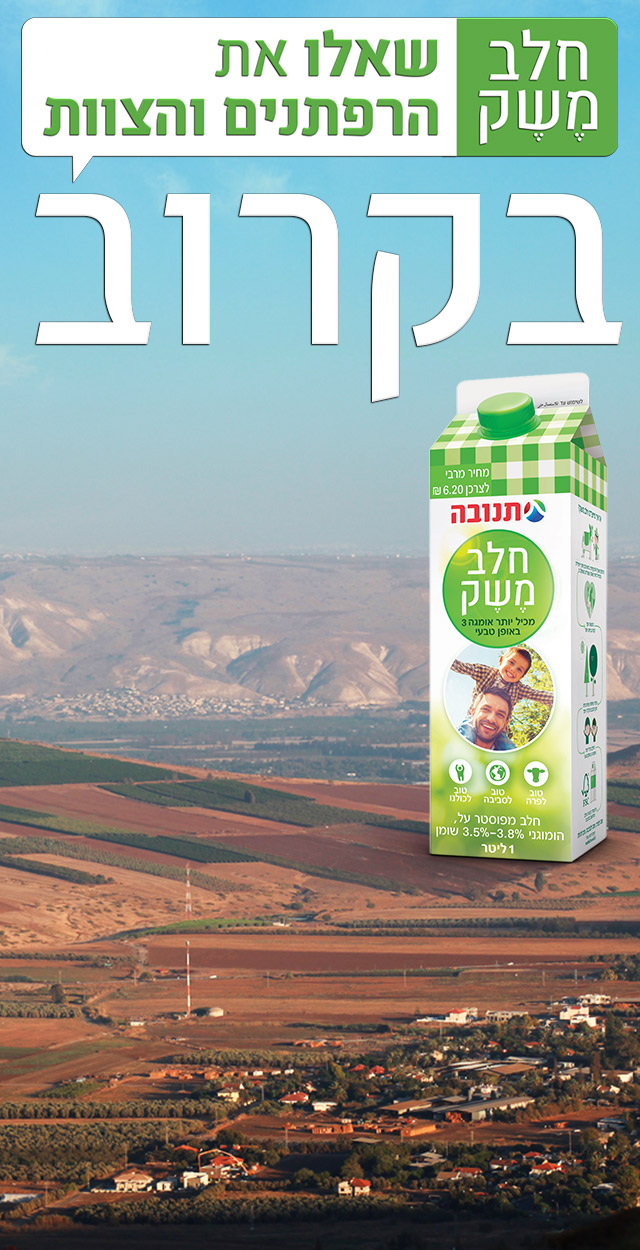 שאלו את
הרפתנים והצוות
חלב
מֶשֶׁק
בקרוב
מחיר מרבי
לצרכן 6.20 ₪
תנובה
חלב
מֶשֶׁק
מכיל יותר אומגה 3
באופן טבעי
טוב
לפרה
טוב
לסביבה
טוב
לכולנו
חלב מפוסטר על,
הומוגני 3.8%-3.5% שומן
1 ליטר
FSC